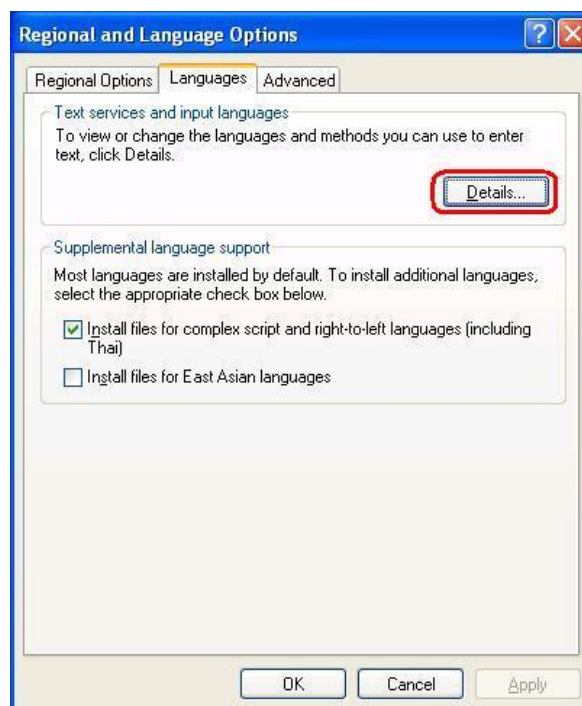 Regional and Language Options
Regional Options Languages Advanced
Text services and input languages
To view or change the languages and methods you can use to enter
text, click Details.
Details...
Supplemental language support
Most languages are installed by default. To install additional languages,
select the appropriate check box below.
Install files for complex script and right-to-left languages (including
Thai)
Install files for East Asian languages
OK Cancel Apply